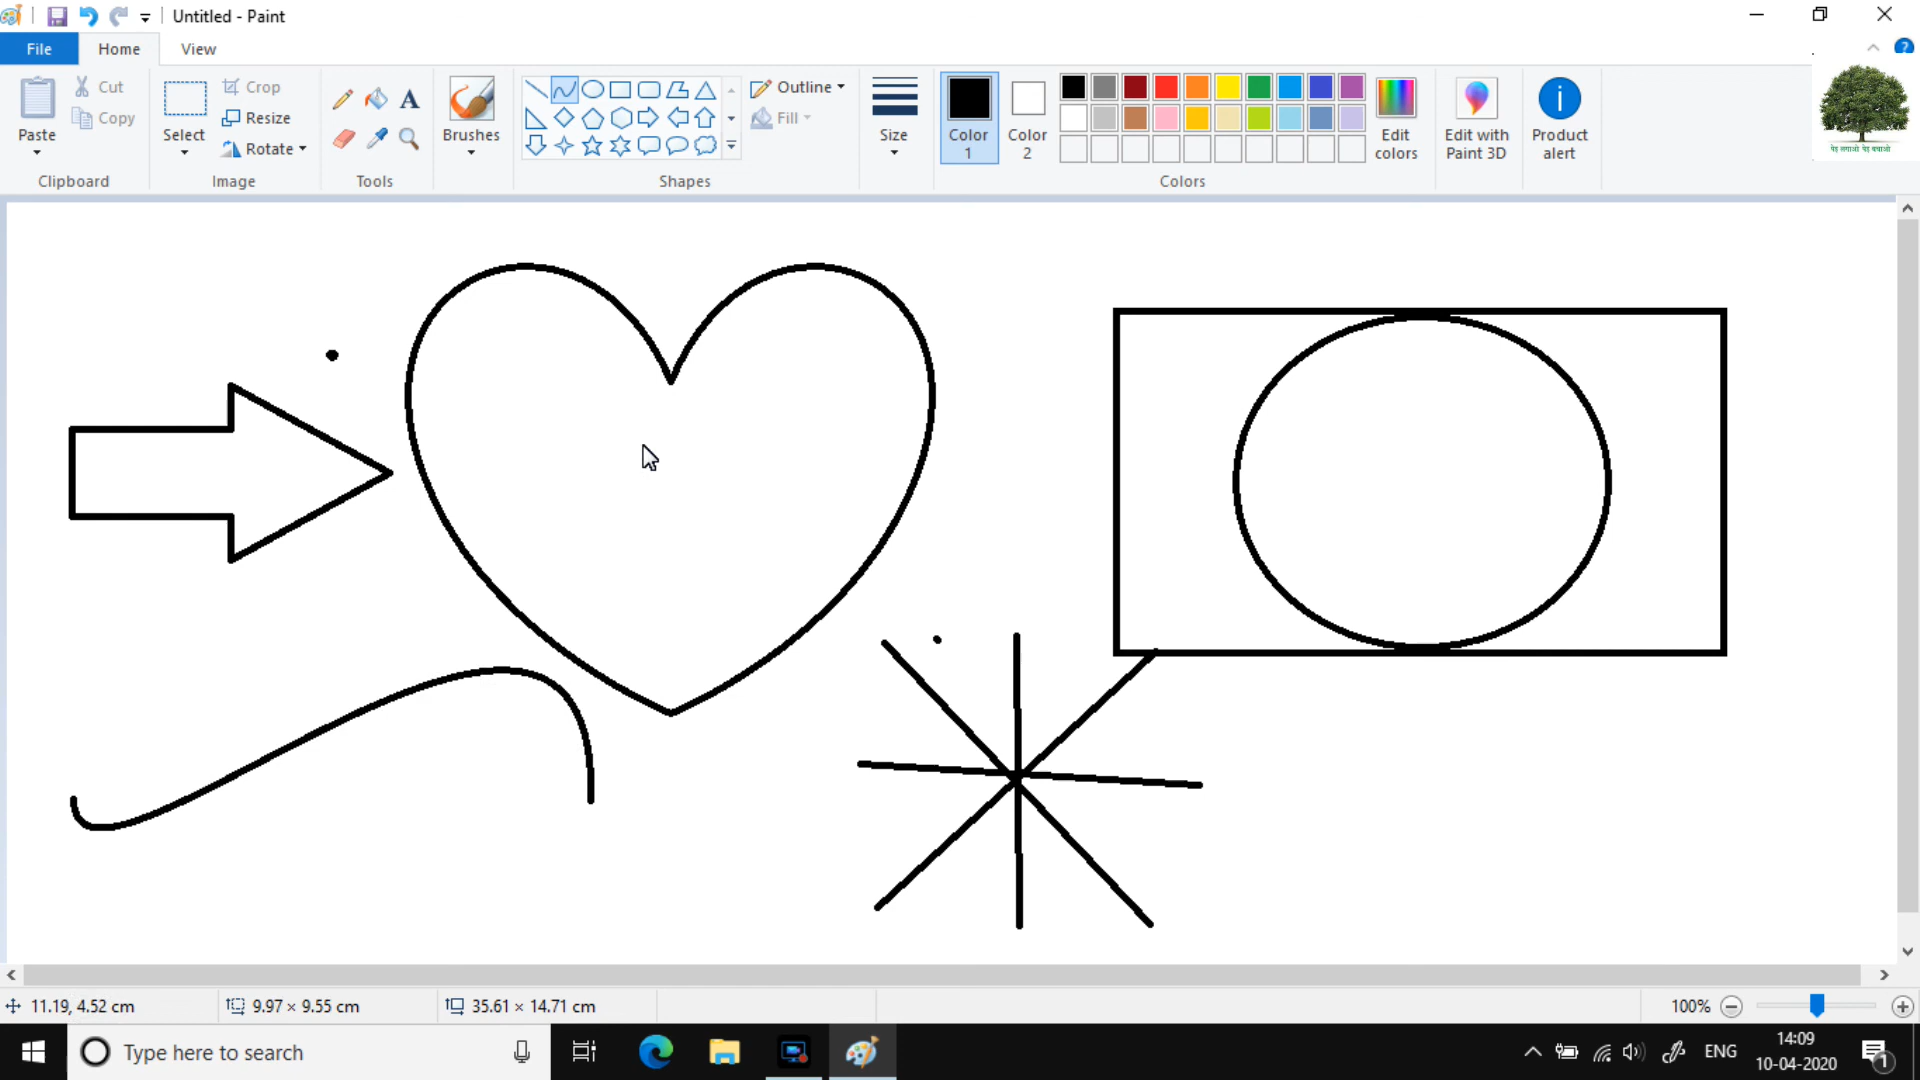 Untitled - Paint
File Home View
Paste
Cut
Copy
Clipboard
Select
Crop
Resize
Rotate
Image
A
Tools
Brushes
Outline
Fill
Shapes
Size
Color 1
Color 2
Edit colors
Colors
Edit with Paint 3D
Product alert
पेड़ लगाओ पेड़ बचाओ
11.19, 4.52 cm
9.97 × 9.55 cm
35.61 × 14.71 cm
100%
Type here to search
ENG
14:09
10-04-2020
1